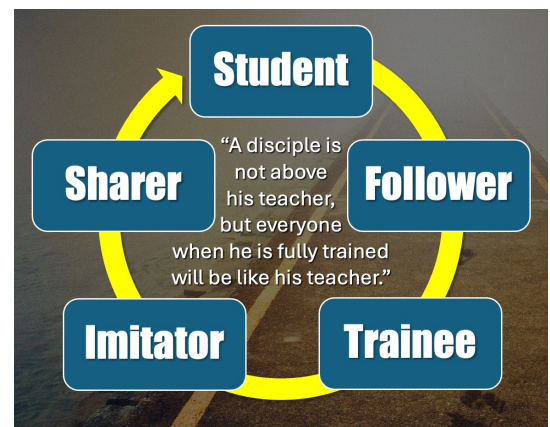 Student
Follower
Trainee
Imitator
Sharer
“A disciple is
not above
his teacher,
but everyone
when he is fully trained
will be like his teacher.”